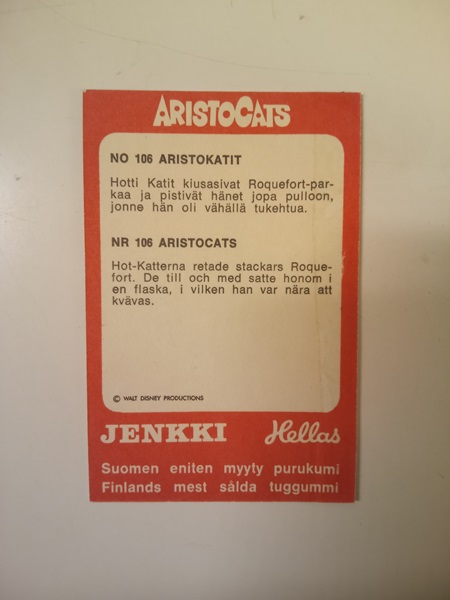 ARISTOCATS
NO 106 ARISTOKATIT
Hotti Katit kiusasivat Roquefort-par-
kaa ja pistivät hänet jopa pulloon,
jonne hän oli vähällä tukehtua.
NR 106 ARISTOCATS
Hot-Katterna retade stackars Roque-
fort. De till och med satte honom i
en flaska, i vilken han var nära att
kvävas.
© WALT DISNEY PRODUCTIONS
JENKKI Hellas
Suomen eniten myyty purukumi
Finlands mest sålda tuggummi